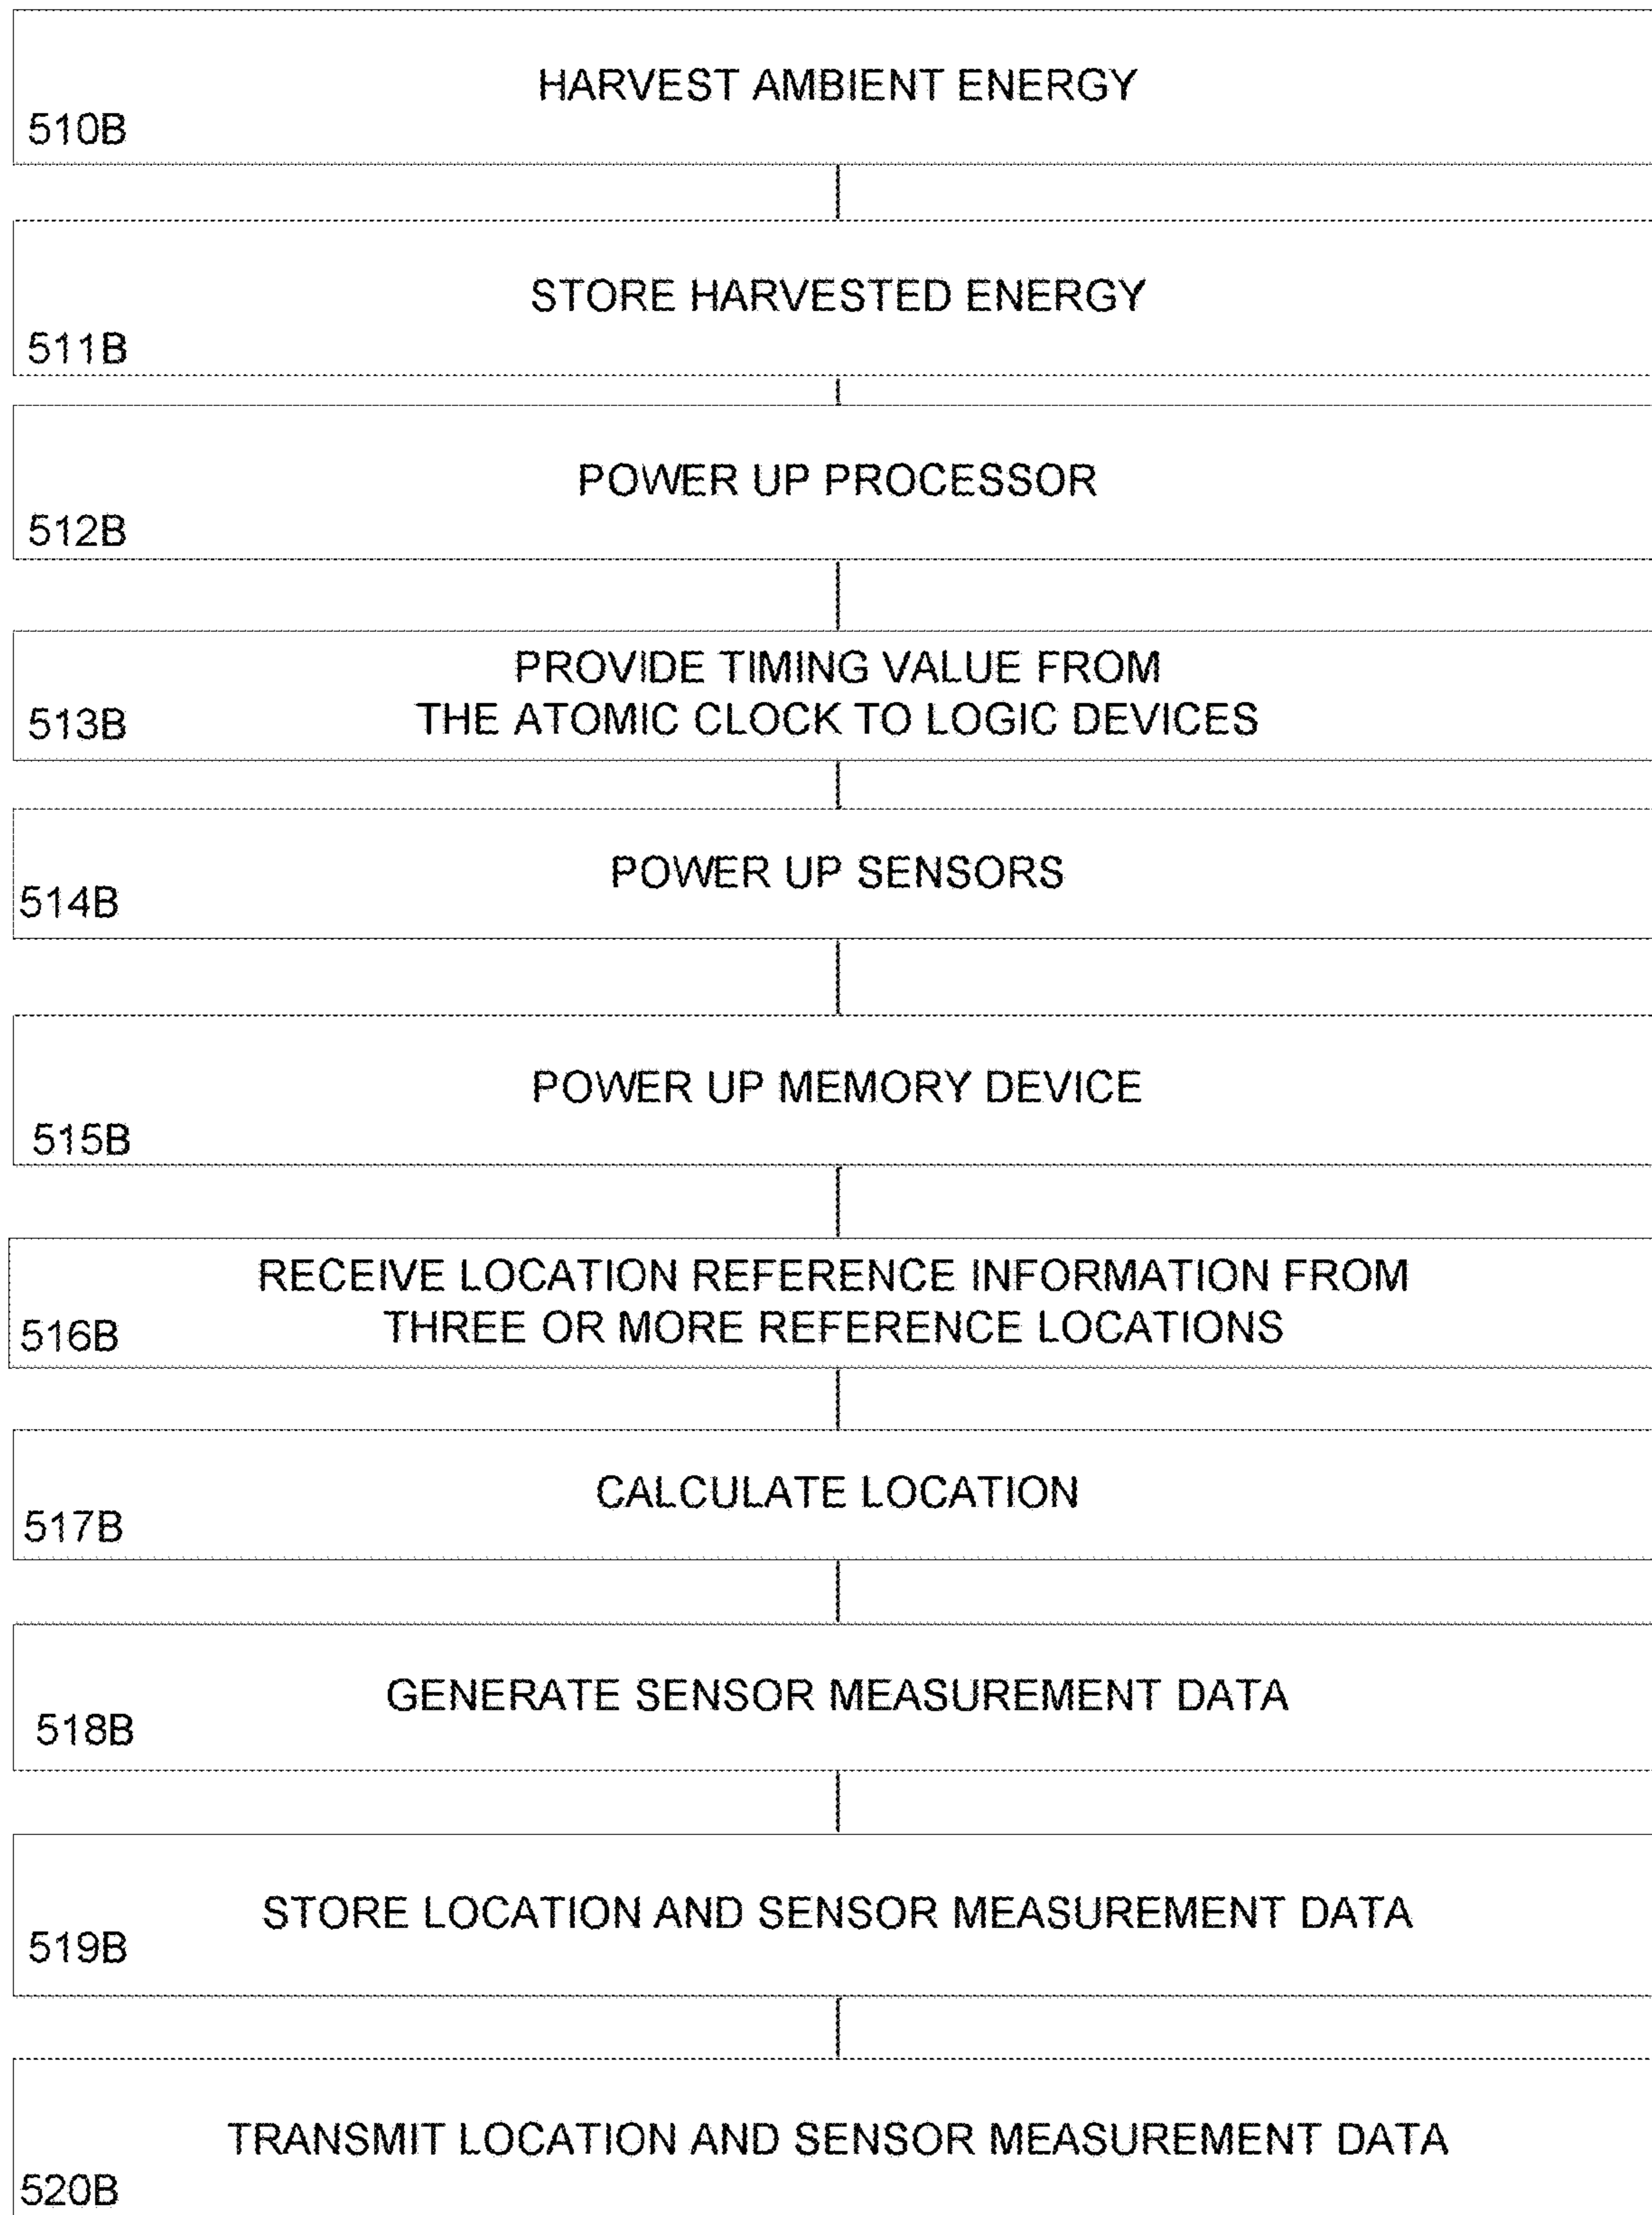 HARVEST AMBIENT ENERGY
510B
STORE HARVESTED ENERGY
511B
POWER UP PROCESSOR
512B
PROVIDE TIMING VALUE FROM
THE ATOMIC CLOCK TO LOGIC DEVICES
513B
POWER UP SENSORS
514B
POWER UP MEMORY DEVICE
515B
RECEIVE LOCATION REFERENCE INFORMATION FROM
THREE OR MORE REFERENCE LOCATIONS
516B
CALCULATE LOCATION
517B
GENERATE SENSOR MEASUREMENT DATA
518B
STORE LOCATION AND SENSOR MEASUREMENT DATA
519B
TRANSMIT LOCATION AND SENSOR MEASUREMENT DATA
520B